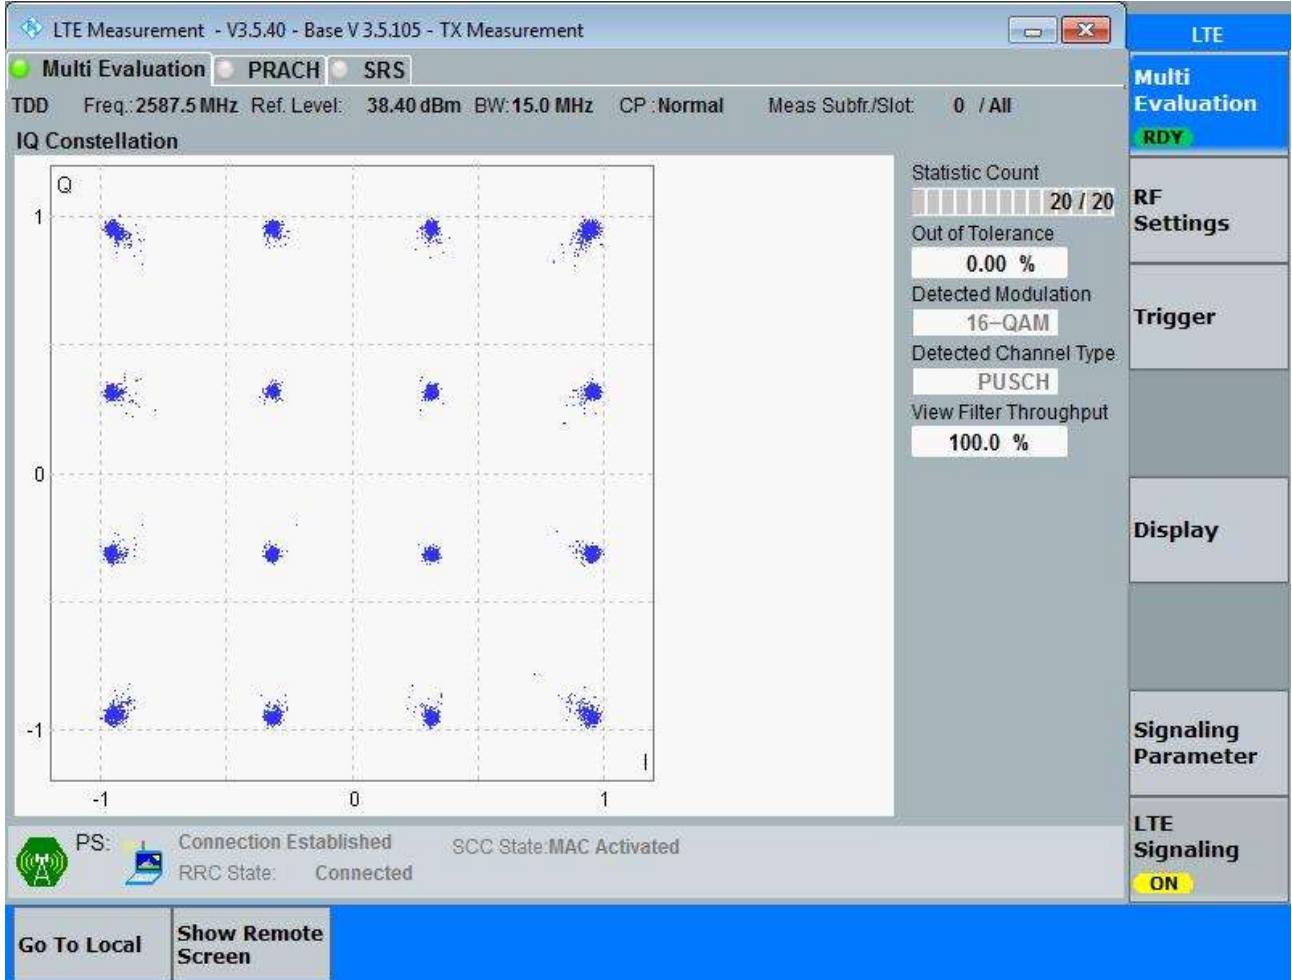 LTE Measurement - V3.5.40 - Base V 3.5.105 - TX Measurement
LTE
Multi Evaluation PRACH SRS
TDD Freq.:2587.5 MHz Ref. Level: 38.40 dBm BW:15.0 MHz CP :Normal Meas Subfr./Slot: 0 / All
IQ Constellation
Q
1
0
-1
-1 0 1
I
Statistic Count
20 / 20
Out of Tolerance
0.00 %
Detected Modulation
16-QAM
Detected Channel Type
PUSCH
View Filter Throughput
100.0 %
Multi
Evaluation
RDY
RF
Settings
Trigger
Display
Signaling
Parameter
LTE
Signaling
ON
PS: Connection Established SCC State:MAC Activated
RRC State: Connected
Go To Local
Show Remote
Screen